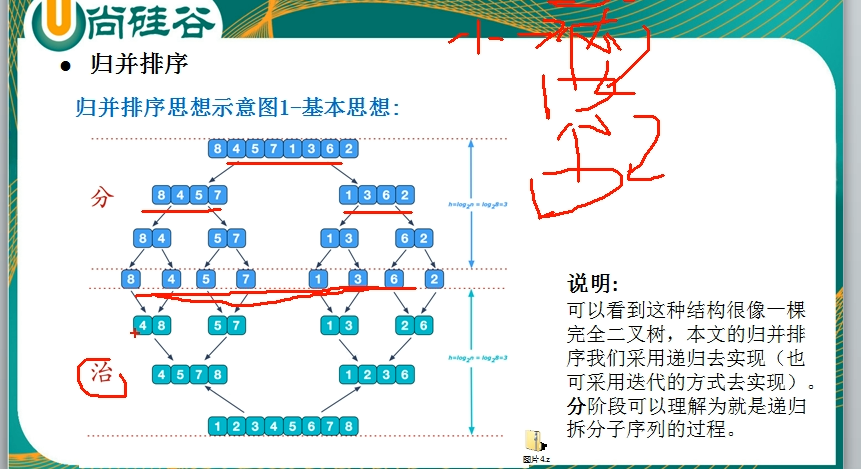 尚硅谷
● 归并排序
归并排序思想示意图1-基本思想:
8 4 5 7 1 3 6 2
分
8 4 5 7 1 3 6 2
h=log2n = log28=3
8 4 5 7 1 3 6 2
8 4 5 7 1 3 6 2
4 8 5 7 1 3 2 6
h=log2n = log28=3
治
4 5 7 8 1 2 3 6
1 2 3 4 5 6 7 8
说明:
可以看到这种结构很像一棵
完全二叉树，本文的归并排
序我们采用递归去实现（也
可采用迭代的方式去实现）。
分阶段可以理解为就是递归
拆分子序列的过程。
图片4.z